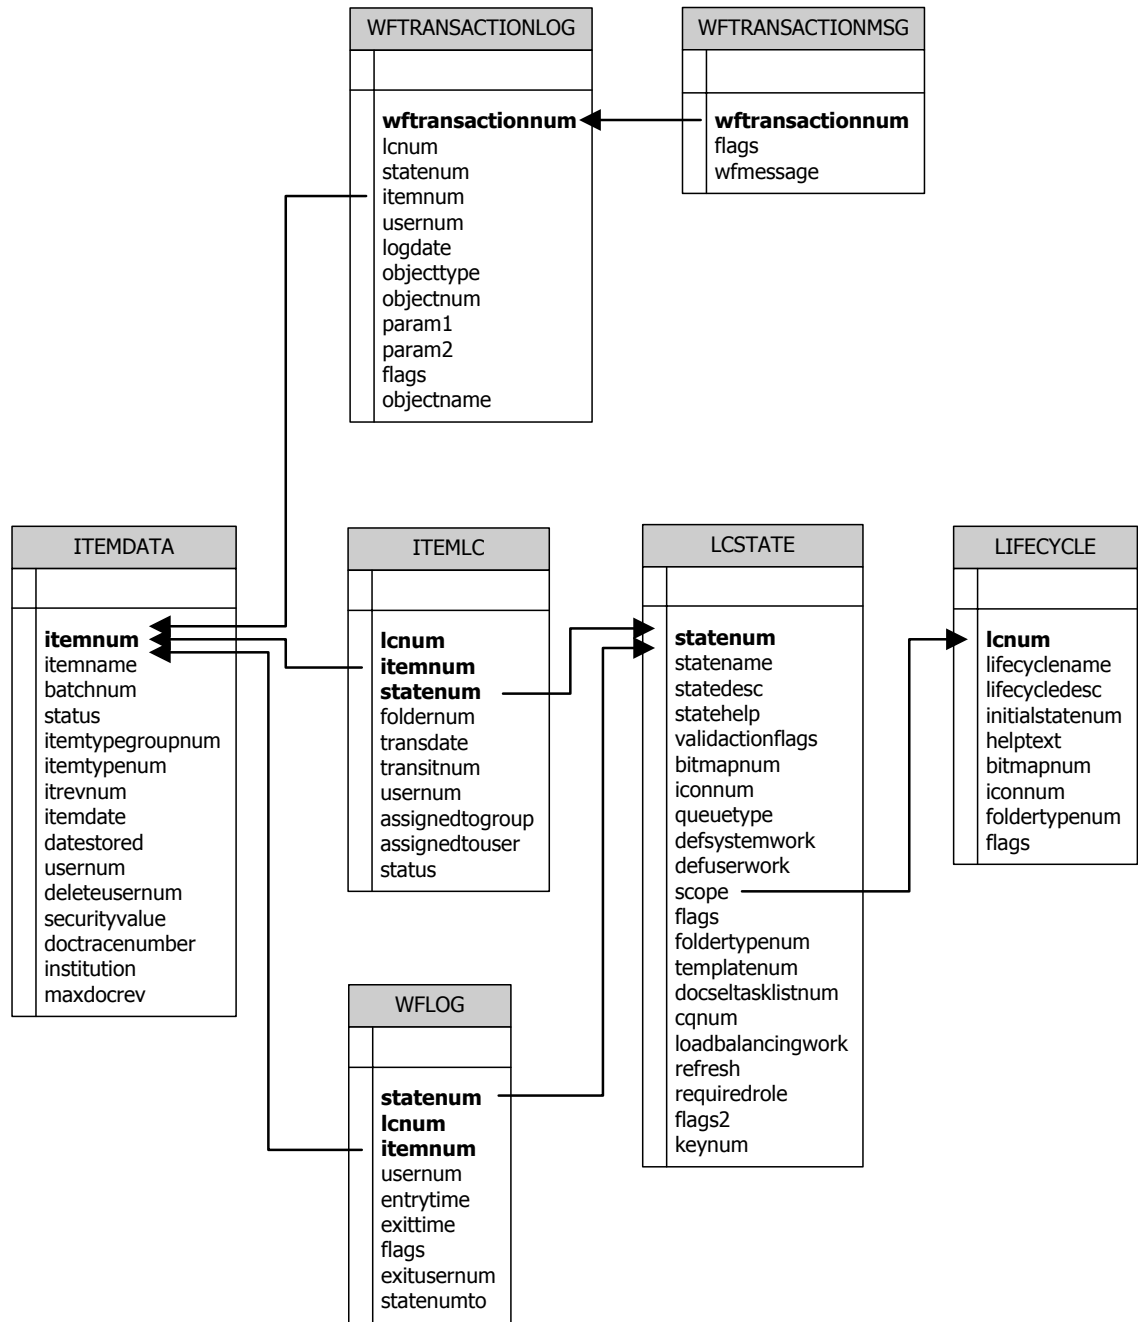 WFTRANSACTIONLOG
wftransactionnum
lcnum
statenum
itemnum
usernum
logdate
objecttype
objectnum
param1
param2
flags
objectname
WFTRANSACTIONMSG
wftransactionnum
flags
wfmessage
ITEMDATA
itemnum
itemname
batchnum
status
itemtypegroupnum
itemtypenum
itrevnum
itemdate
datestored
usernum
deleteusernum
securityvalue
doctracenumber
institution
maxdocrev
ITEMLC
lcnum
itemnum
statenum
foldernum
transdate
transitnum
usernum
assignedtogroup
assignedtouser
status
LCSTATE
statenum
statename
statedesc
statehelp
validactionflags
bitmapnum
iconnum
queuetype
defsystemwork
defuserwork
scope
flags
foldertypenum
templatenum
docseltasklistnum
cqnum
loadbalancingwork
refresh
requiredrole
flags2
keynum
LIFECYCLE
lcnum
lifecyclename
lifecycledesc
initialstatenum
helptext
bitmapnum
iconnum
foldertypenum
flags
WFLOG
statenum
lcnum
itemnum
usernum
entrytime
exittime
flags
exitusernum
statenumto